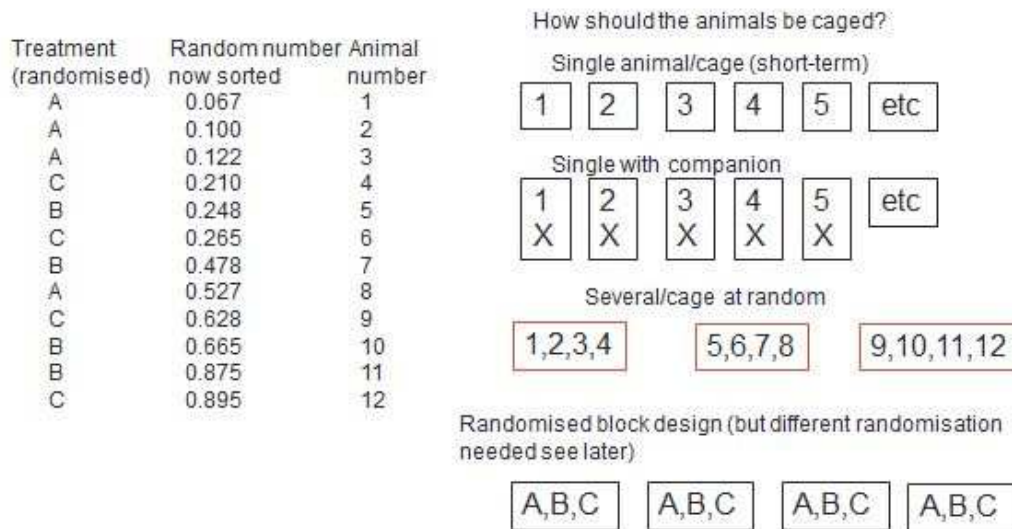 Treatment Random number Animal
(randomised) now sorted number
A 0.067 1
A 0.100 2
A 0.122 3
C 0.210 4
B 0.248 5
C 0.265 6
B 0.478 7
A 0.527 8
C 0.628 9
B 0.665 10
B 0.875 11
C 0.895 12
How should the animals be caged?
Single animal/cage (short-term)
1 2 3 4 5 etc
Single with companion
1 2 3 4 5 etc
X X X X X
Several/cage at random
1,2,3,4 5,6,7,8 9,10,11,12
Randomised block design (but different randomisation
needed see later)
A,B,C A,B,C A,B,C A,B,C